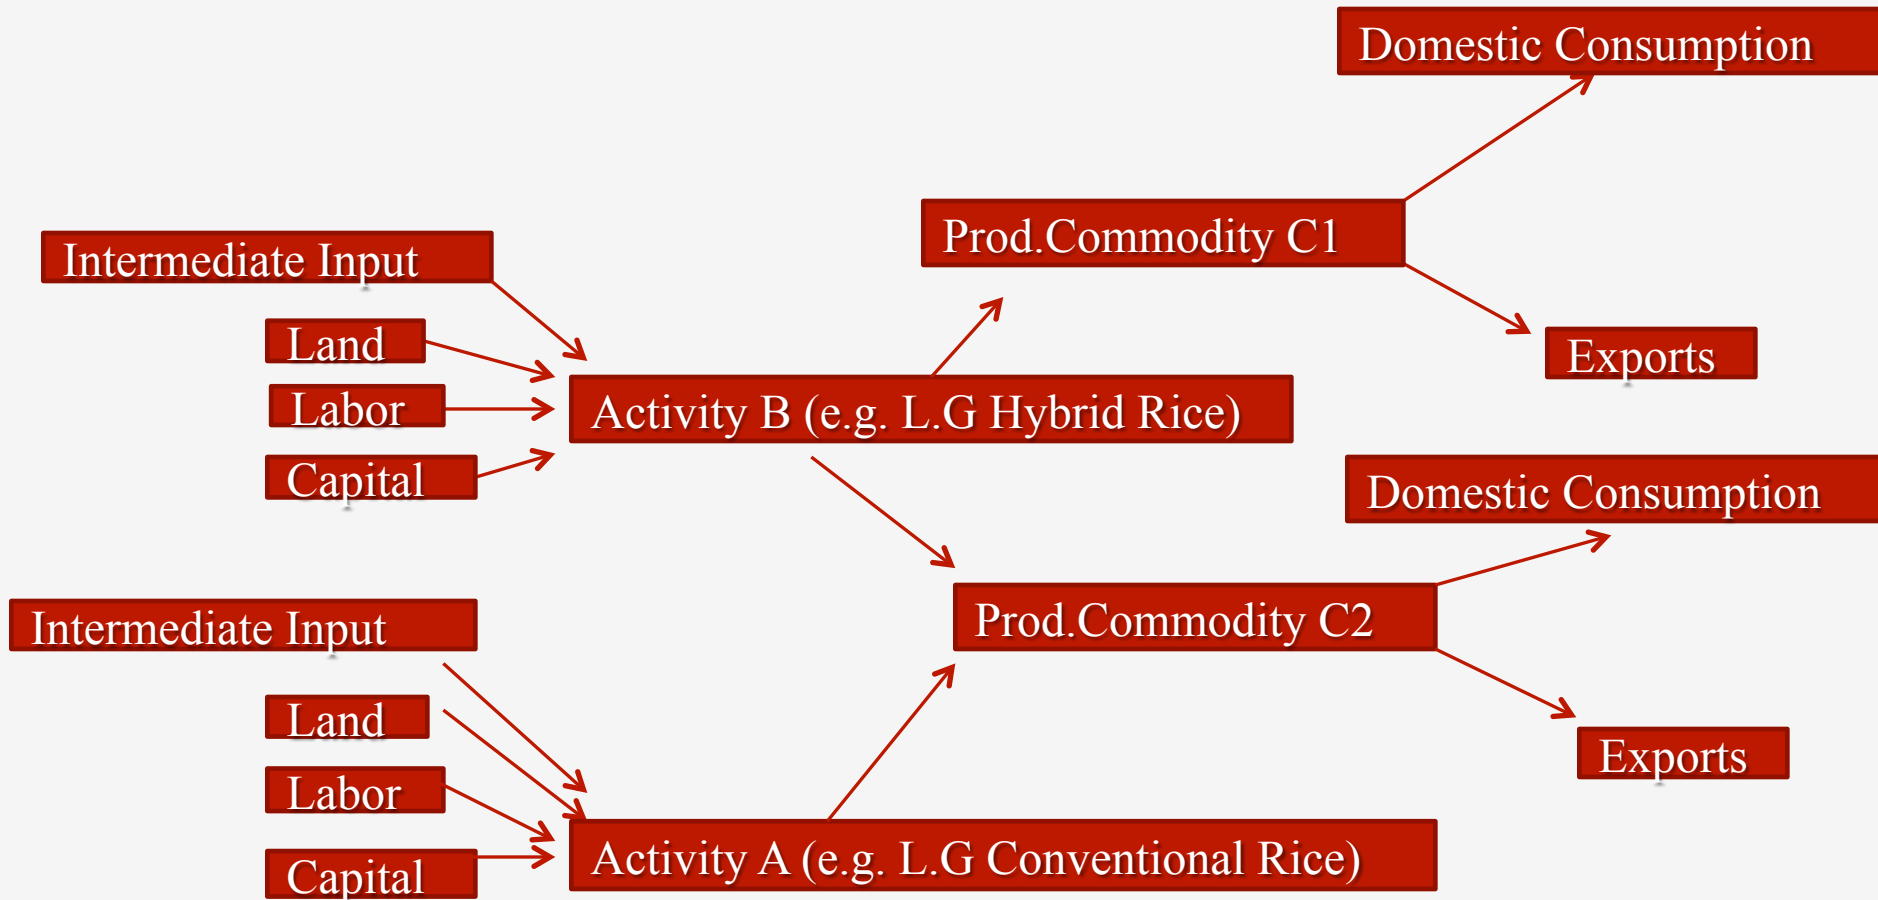 Domestic Consumption
Prod.Commodity C1
Intermediate Input
Land
Exports
Labor
Activity B (e.g. L.G Hybrid Rice)
Capital
Domestic Consumption
Intermediate Input
Prod.Commodity C2
Land
Exports
Labor
Activity A (e.g. L.G Conventional Rice)
Capital